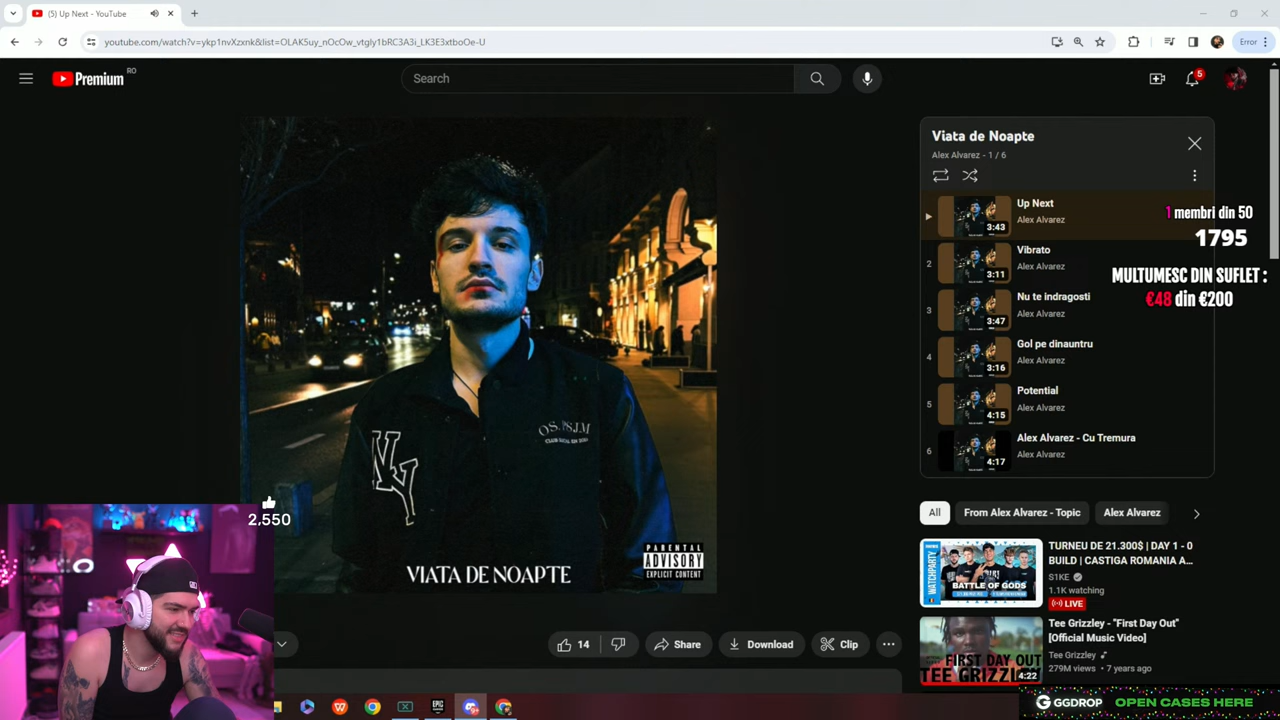 (5) Up Next - YouTube
youtube.com/watch?v=ykp1nvXzxnk&list=OLAK5uy_nOcOw_vtgIy1bRC3A3i_LK3E3xtboOe-U
Error
Premium RO
Search
5
Viata de Noapte
Alex Alvarez - 1 / 6
Up Next
Alex Alvarez
3:43
1 membri din 50
1795
2
Vibrato
Alex Alvarez
3:11
MULTUMESC DIN SUFLET :
€48 din €200
3
Nu te indragosti
Alex Alvarez
3:47
4
Gol pe dinauntru
Alex Alvarez
3:16
5
Potential
Alex Alvarez
4:15
6
Alex Alvarez - Cu Tremura
Alex Alvarez
4:17
NY
PARENTAL
ADVISORY
EXPLICIT CONTENT
VIATA DE NOAPTE
2.550
14
Share
Download
Clip
All
From Alex Alvarez - Topic
Alex Alvarez
WATCHPARTY
BATTLE OF GODS
TURNEU DE 21.300$ | DAY 1 - 0
BUILD | CASTIGA ROMANIA A...
S1KE
1.1K watching
LIVE
FIRST DAY OUT
TEE GRIZZLEY
4:22
Tee Grizzley - "First Day Out"
[Official Music Video]
Tee Grizzley
279M views • 7 years ago
EPIC
GGDROP
OPEN CASES HERE